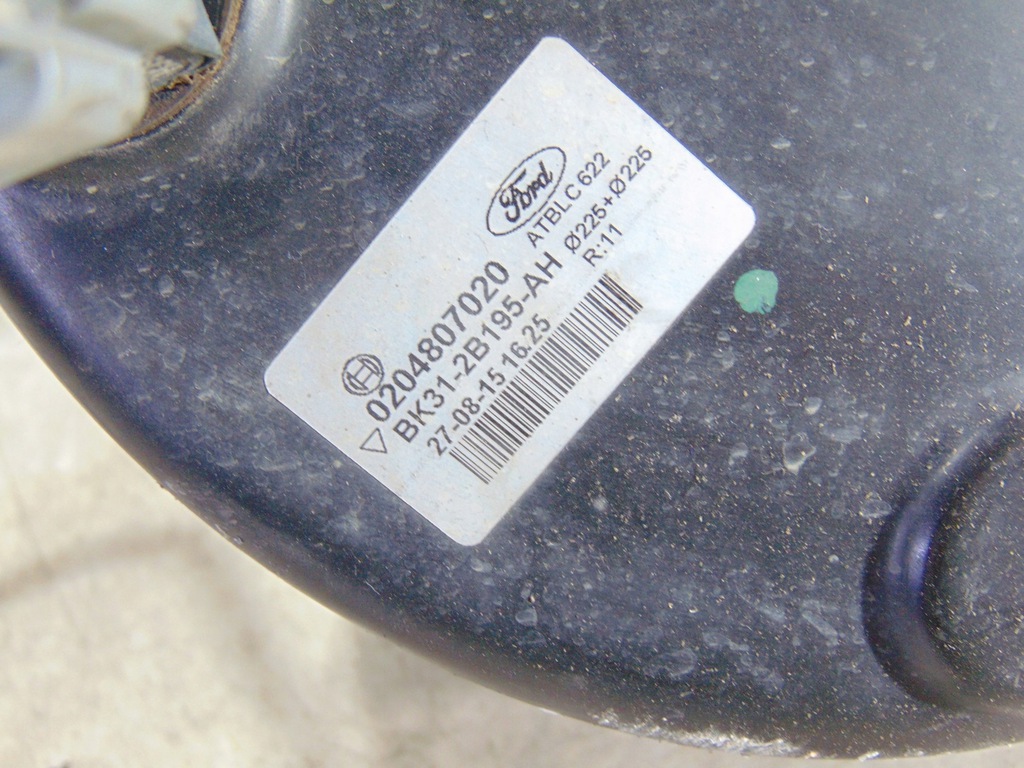 Ford
ATBLC 622
0204807020
Ø225+Ø225
BK31-2B195-AH
R:11
27-08-15 16.25